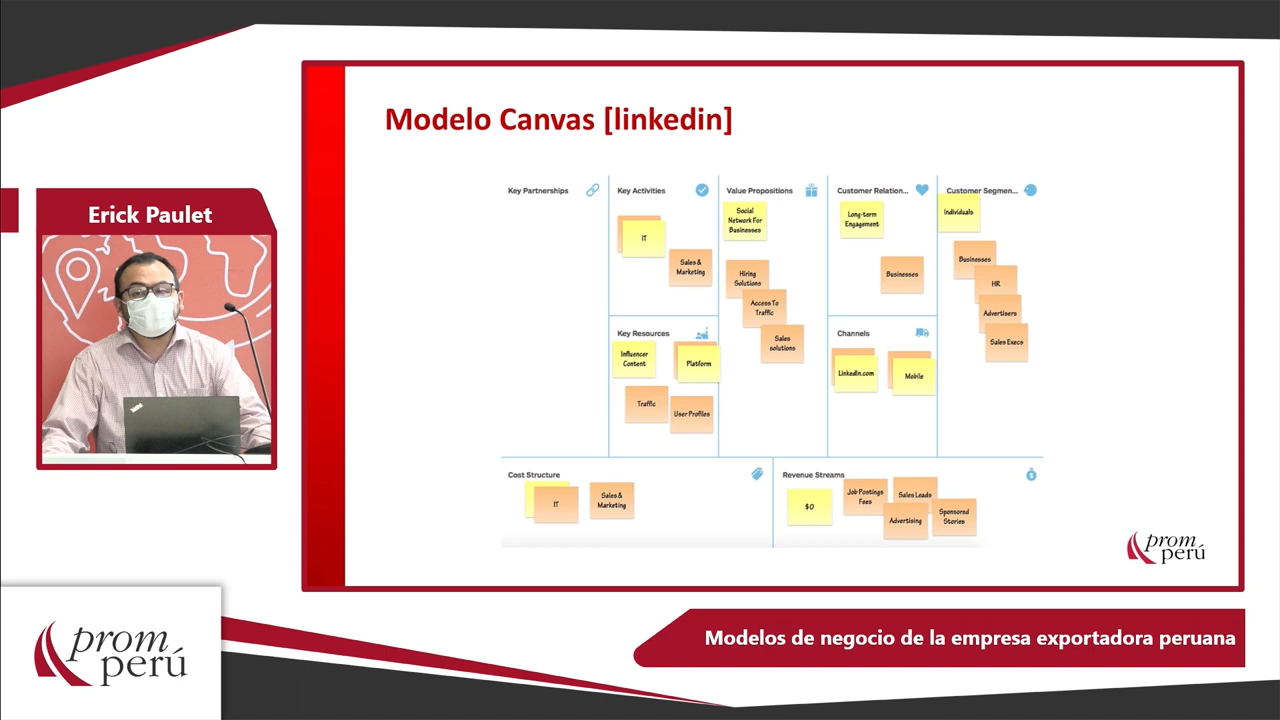 Modelo Canvas [linkedin]
Erick Paulet
Key Partnerships
Key Activities
IT
Sales &
Marketing
Key Resources
Influencer
Content
Platform
Traffic
User Profiles
Value Propositions
Social
Network For
Businesses
Hiring
Solutions
Access To
Traffic
Sales
solutions
Customer Relation...
Long-term
Engagement
Businesses
Channels
LinkedIn.com
Mobile
Customer Segmen...
Individuals
Businesses
HR
Advertisers
Sales Execs
Cost Structure
IT
Sales &
Marketing
Revenue Streams
$0
Job Postings
Fees
Sales Leads
Advertising
Sponsored
Stories
prom
perú
Modelos de negocio de la empresa exportadora peruana
prom
perú